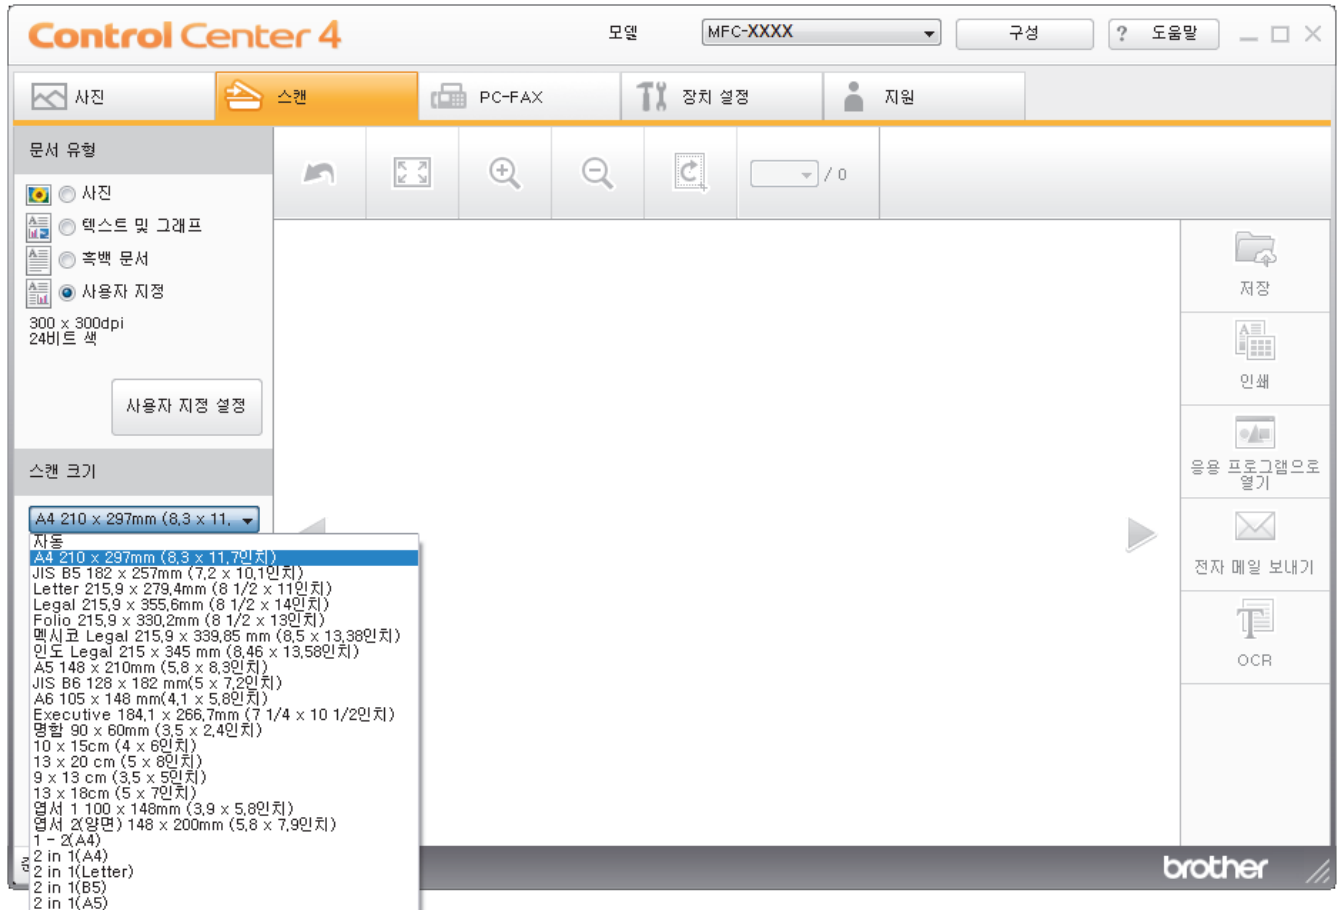 Control Center 4
모델
MFC-XXXX
구성
? 도움말
사진
스캔
PC-FAX
장치 설정
지원
문서 유형
사진
텍스트 및 그래프
흑백 문서
사용자 지정
300 x 300dpi
24비트 색
사용자 지정 설정
/ 0
스캔 크기
A4 210 x 297mm (8,3 x 11,
자동
A4 210 x 297mm (8,3 x 11,7인치)
JIS B5 182 x 257mm (7,2 x 10,1인치)
Letter 215,9 x 279,4mm (8 1/2 x 11인치)
Legal 215,9 x 355,6mm (8 1/2 x 14인치)
Folio 215,9 x 330,2mm (8 1/2 x 13인치)
멕시코 Legal 215,9 x 339,85 mm (8,5 x 13,38인치)
인도 Legal 215 x 345 mm (8,46 x 13,58인치)
A5 148 x 210mm (5,8 x 8,3인치)
JIS B6 128 x 182 mm(5 x 7,2인치)
A6 105 x 148 mm(4,1 x 5,8인치)
Executive 184,1 x 266,7mm (7 1/4 x 10 1/2인치)
명함 90 x 60mm (3,5 x 2,4인치)
10 x 15cm (4 x 6인치)
13 x 20 cm (5 x 8인치)
9 x 13 cm (3,5 x 5인치)
13 x 18cm (5 x 7인치)
엽서 1 100 x 148mm (3,9 x 5,8인치)
엽서 2(양면) 148 x 200mm (5,8 x 7,9인치)
1 - 2(A4)
2 in 1(A4)
2 in 1(Letter)
2 in 1(B5)
2 in 1(A5)
저장
인쇄
응용 프로그램으로
열기
전자 메일 보내기
OCR
brother